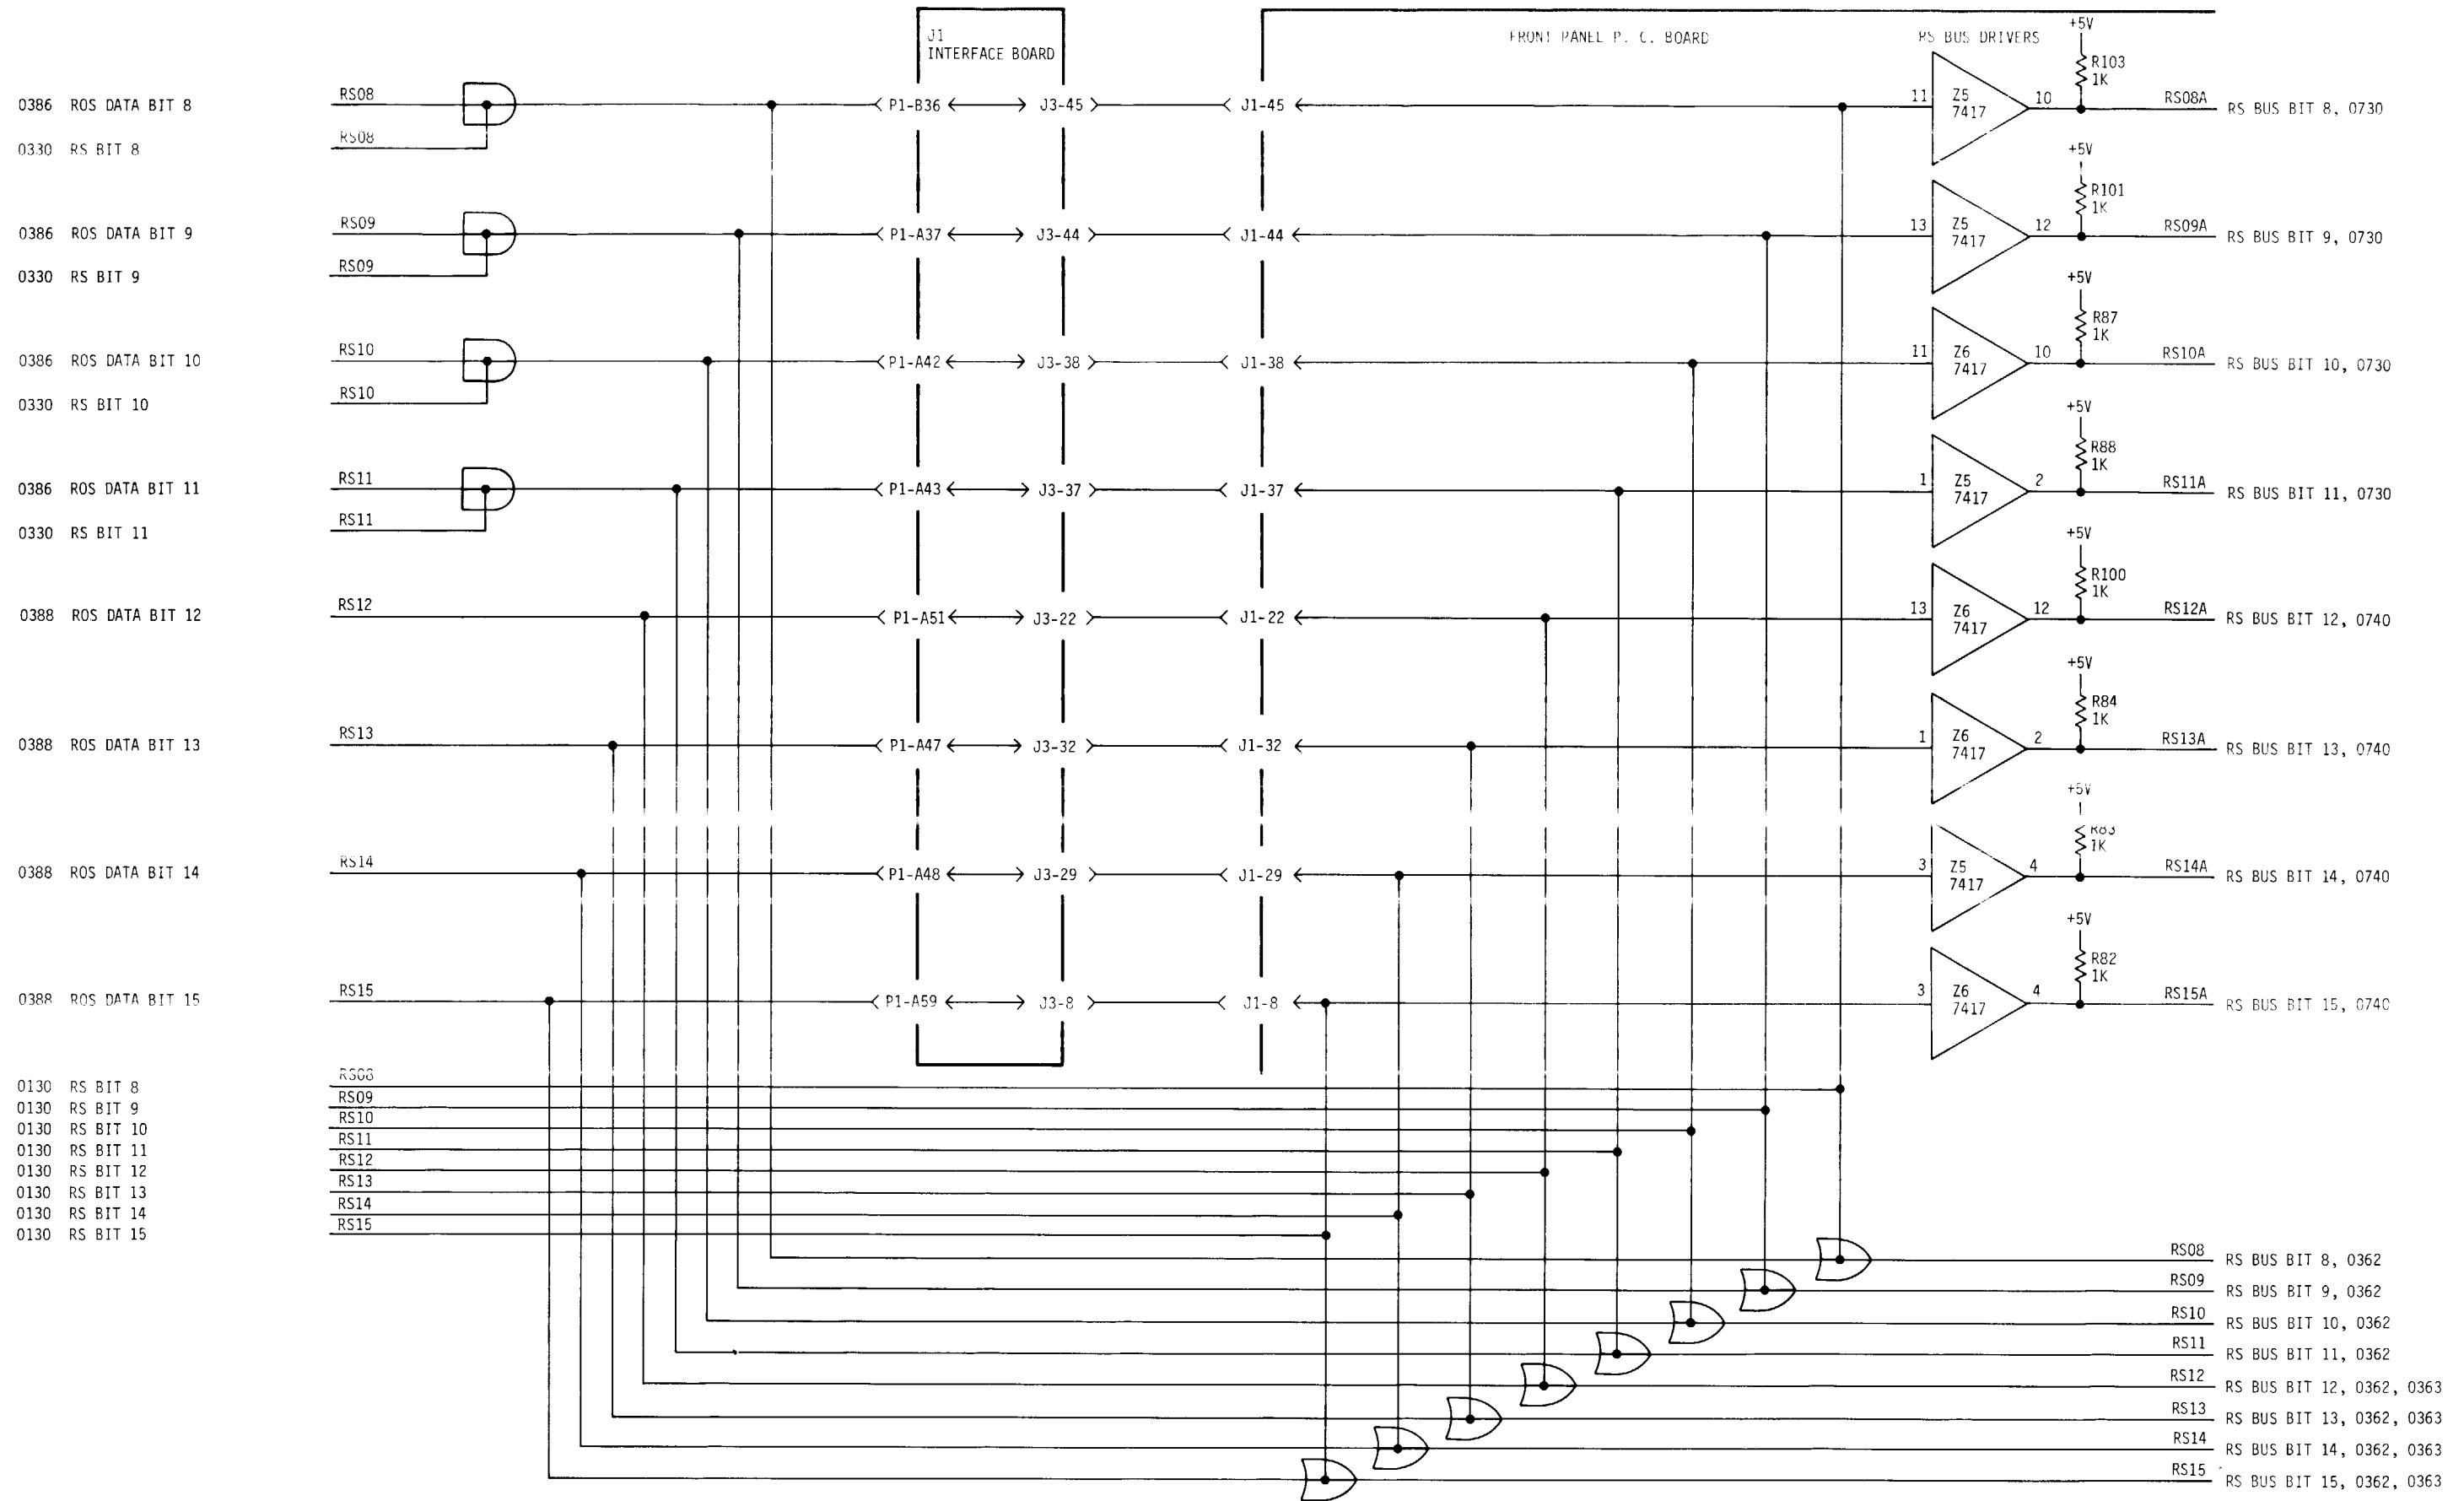 J1
INTERFACE BOARD
FRONT PANEL P. C. BOARD
RS BUS DRIVERS
+5V
R103
1K
0386 ROS DATA BIT 8
RS08
P1-B36
J3-45
J1-45
11
Z5
7417
10
RS08A
RS BUS BIT 8, 0730
0330 RS BIT 8
RS08
+5V
R101
1K
0386 ROS DATA BIT 9
RS09
P1-A37
J3-44
J1-44
13
Z5
7417
12
RS09A
RS BUS BIT 9, 0730
0330 RS BIT 9
RS09
+5V
R87
1K
0386 ROS DATA BIT 10
RS10
P1-A42
J3-38
J1-38
11
Z6
7417
10
RS10A
RS BUS BIT 10, 0730
0330 RS BIT 10
RS10
+5V
R88
1K
0386 ROS DATA BIT 11
RS11
P1-A43
J3-37
J1-37
1
Z5
7417
2
RS11A
RS BUS BIT 11, 0730
0330 RS BIT 11
RS11
+5V
R100
1K
0388 ROS DATA BIT 12
RS12
P1-A51
J3-22
J1-22
13
Z6
7417
12
RS12A
RS BUS BIT 12, 0740
+5V
R84
1K
0388 ROS DATA BIT 13
RS13
P1-A47
J3-32
J1-32
1
Z6
7417
2
RS13A
RS BUS BIT 13, 0740
+5V
R83
1K
0388 ROS DATA BIT 14
RS14
P1-A48
J3-29
J1-29
3
Z5
7417
4
RS14A
RS BUS BIT 14, 0740
+5V
R82
1K
0388 ROS DATA BIT 15
RS15
P1-A59
J3-8
J1-8
3
Z6
7417
4
RS15A
RS BUS BIT 15, 0740
0130 RS BIT 8
RS08
0130 RS BIT 9
RS09
0130 RS BIT 10
RS10
0130 RS BIT 11
RS11
0130 RS BIT 12
RS12
0130 RS BIT 13
RS13
0130 RS BIT 14
RS14
0130 RS BIT 15
RS15
RS08
RS BUS BIT 8, 0362
RS09
RS BUS BIT 9, 0362
RS10
RS BUS BIT 10, 0362
RS11
RS BUS BIT 11, 0362
RS12
RS BUS BIT 12, 0362, 0363
RS13
RS BUS BIT 13, 0362, 0363
RS14
RS BUS BIT 14, 0362, 0363
RS15
RS BUS BIT 15, 0362, 0363